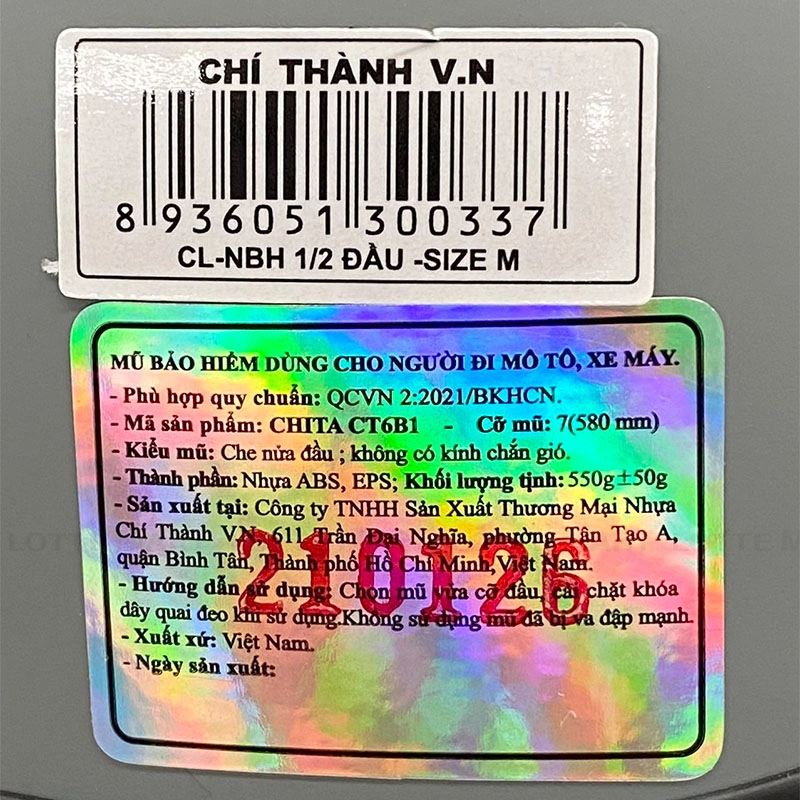 CHÍ THÀNH V.N
8 936051 300337
CL-NBH 1/2 ĐẦU -SIZE M
MŨ BẢO HIỂM DÙNG CHO NGƯỜI ĐI MÔ TÔ, XE MÁY.
- Phù hợp quy chuẩn: QCVN 2:2021/BKHCN.
- Mã sản phẩm: CHITA CT6B1 - Cỡ mũ: 7(580 mm)
- Kiểu mũ: Che nửa đầu ; không có kính chắn gió.
- Thành phần: Nhựa ABS, EPS; Khối lượng tịnh: 550g±50g
- Sản xuất tại: Công ty TNHH Sản Xuất Thương Mại Nhựa
Chí Thành V.N, 611 Trần Đại Nghĩa, phường Tân Tạo A,
quận Bình Tân, Thành phố Hồ Chí Minh,Việt Nam.
210126
- Hướng dẫn sử dụng: Chọn mũ vừa cỡ đầu, cài chặt khóa
dây quai đeo khi sử dụng.Không sử dụng mũ đã bị va đập mạnh.
- Xuất xứ: Việt Nam.
- Ngày sản xuất: